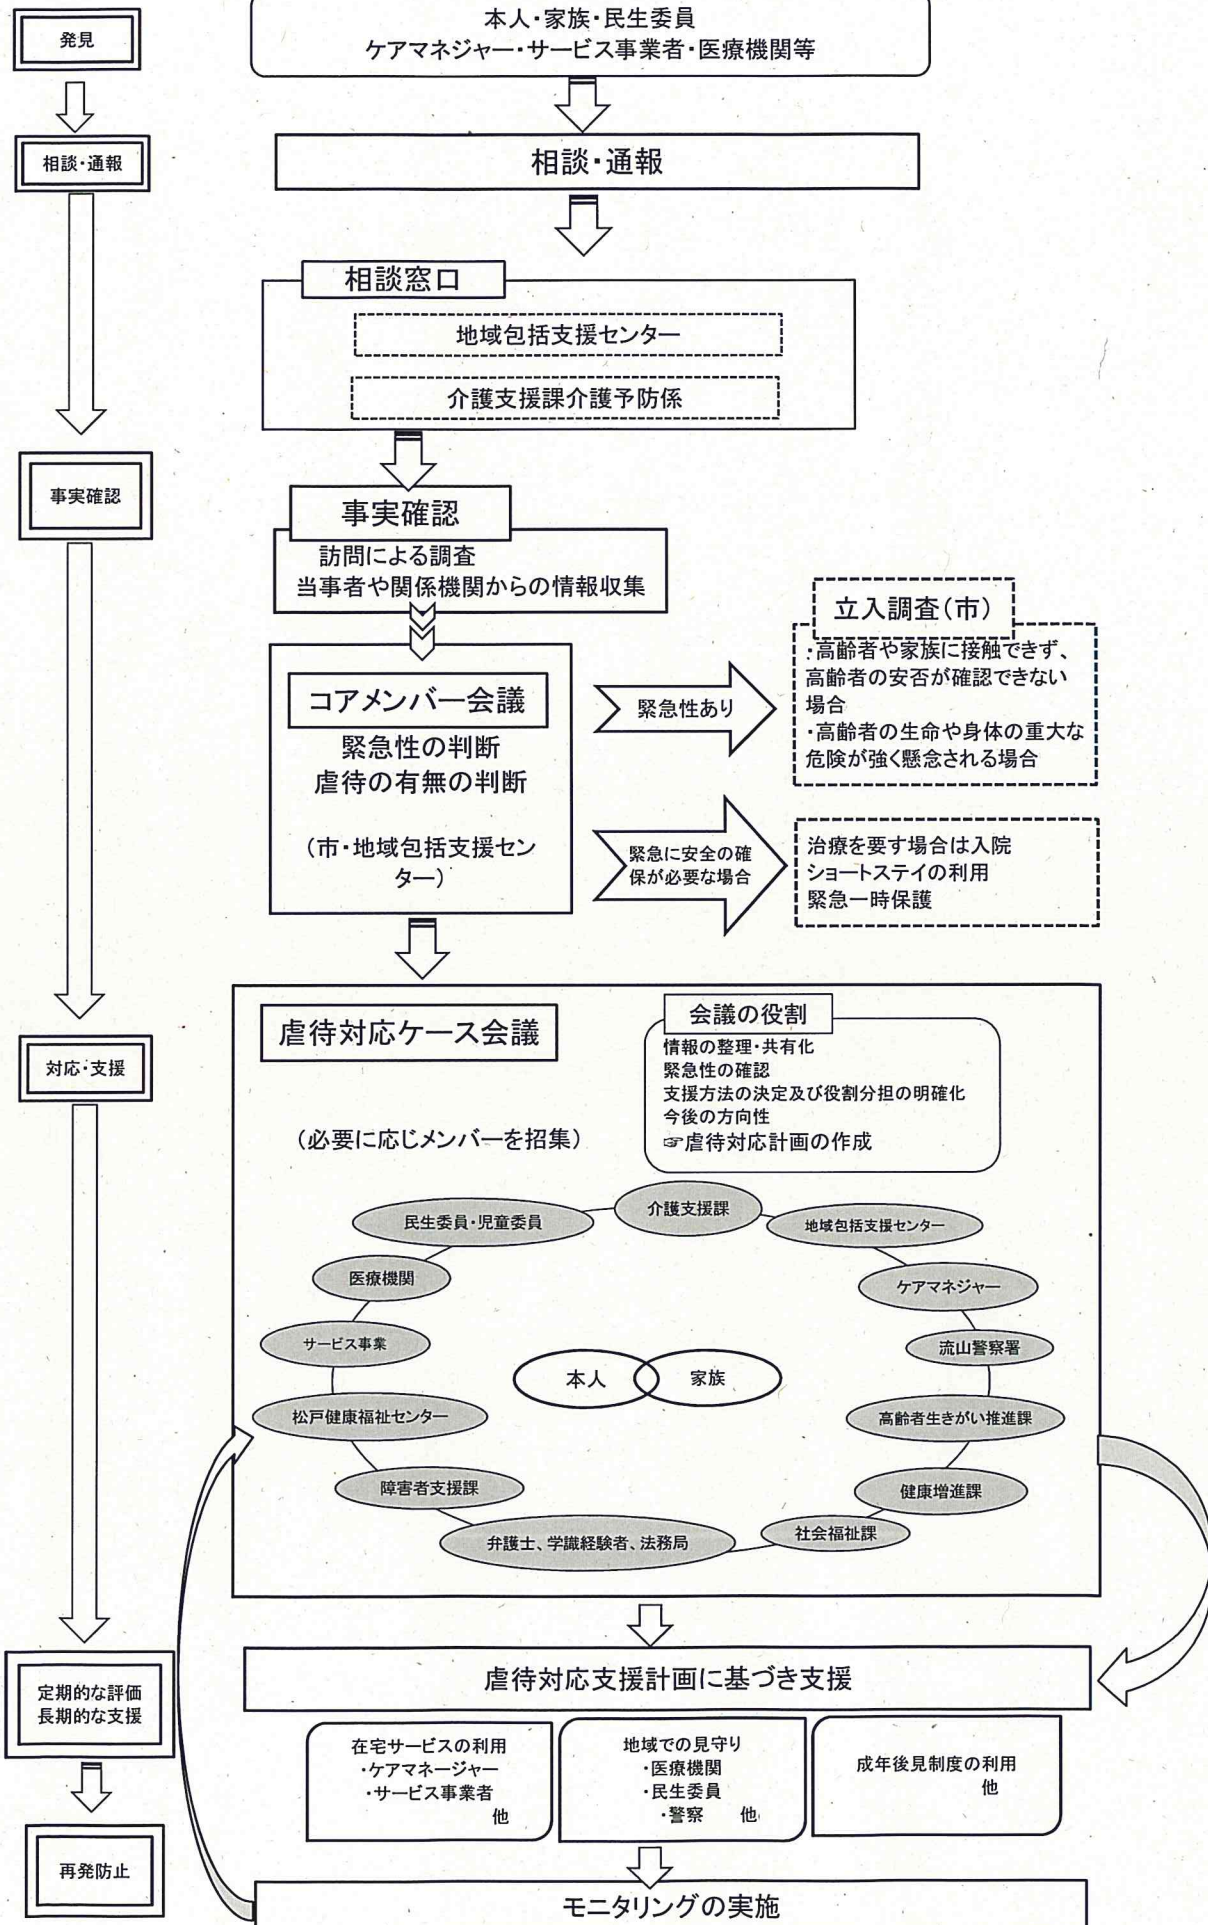 発見
本人・家族・民生委員
ケアマネジャー・サービス事業者・医療機関等
相談・通報
相談・通報
相談窓口
地域包括支援センター
介護支援課介護予防係
事実確認
事実確認
訪問による調査
当事者や関係機関からの情報収集
コアメンバー会議
緊急性の判断
虐待の有無の判断
(市・地域包括支援セン
ター)
緊急性あり
立入調査(市)
・高齢者や家族に接触できず、
高齢者の安否が確認できない
場合
・高齢者の生命や身体の重大な
危険が強く懸念される場合
緊急に安全の確
保が必要な場合
治療を要す場合は入院
ショートステイの利用
緊急一時保護
対応・支援
虐待対応ケース会議
(必要に応じメンバーを招集)
会議の役割
情報の整理・共有化
緊急性の確認
支援方法の決定及び役割分担の明確化
今後の方向性
☞虐待対応計画の作成
介護支援課
民生委員・児童委員
地域包括支援センター
医療機関
ケアマネジャー
サービス事業
流山警察署
本人
家族
松戸健康福祉センター
高齢者生きがい推進課
障害者支援課
健康増進課
弁護士、学識経験者、法務局
社会福祉課
定期的な評価
長期的な支援
虐待対応支援計画に基づき支援
在宅サービスの利用
・ケアマネージャー
・サービス事業者
他
地域での見守り
・医療機関
・民生委員
・警察 他
成年後見制度の利用
他
再発防止
モニタリングの実施